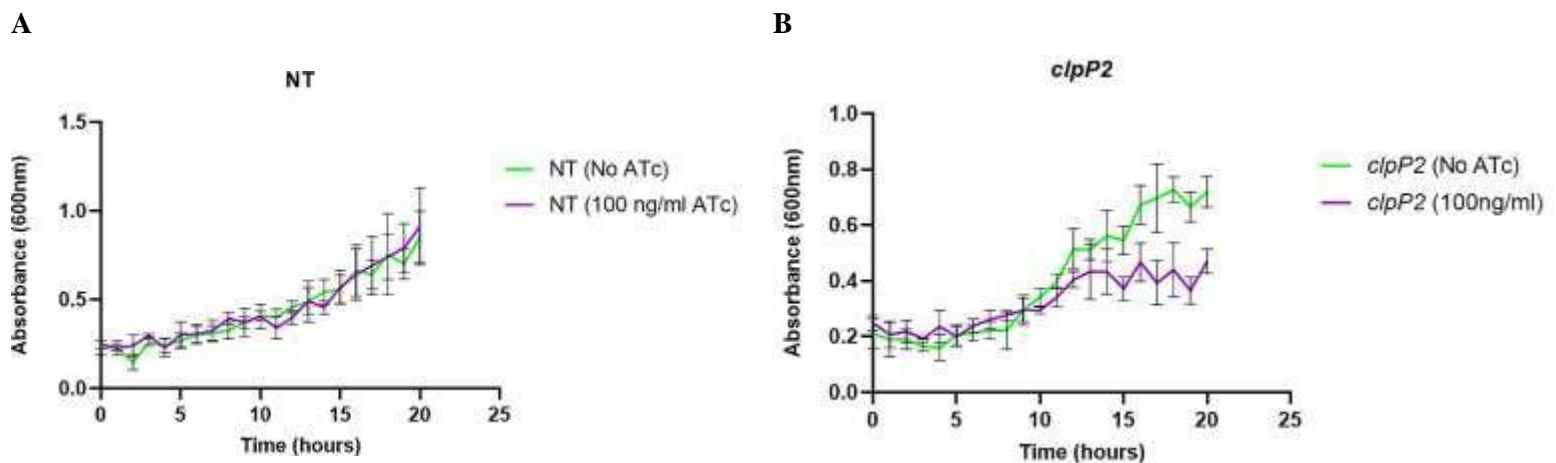 A
NT
1.5
1.0
0.5
0.0
0 5 10 15 20 25
Absorbance (600nm)
Time (hours)
NT (No ATc)
NT (100 ng/ml ATc)
B
clpP2
1.0
0.8
0.6
0.4
0.2
0.0
0 5 10 15 20 25
Absorbance (600nm)
Time (hours)
clpP2 (No ATc)
clpP2 (100ng/ml)